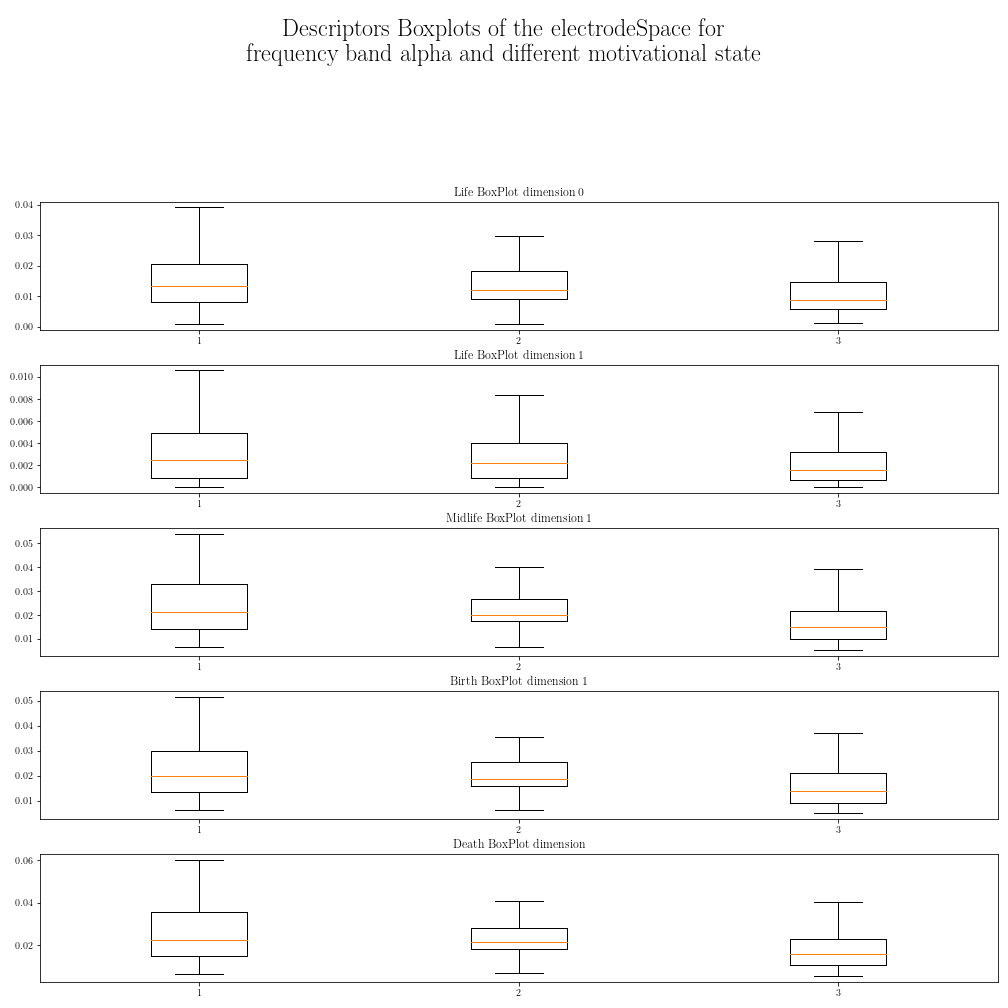 Descriptors Boxplots of the electrodeSpace for
frequency band alpha and different motivational state
Life BoxPlot dimension 0
0.04
0.03
0.02
0.01
0.00
1 2 3
Life BoxPlot dimension 1
0.010
0.008
0.006
0.004
0.002
0.000
1 2 3
Midlife BoxPlot dimension 1
0.05
0.04
0.03
0.02
0.01
1 2 3
Birth BoxPlot dimension 1
0.05
0.04
0.03
0.02
0.01
1 2 3
Death BoxPlot dimension
0.06
0.04
0.02
1 2 3